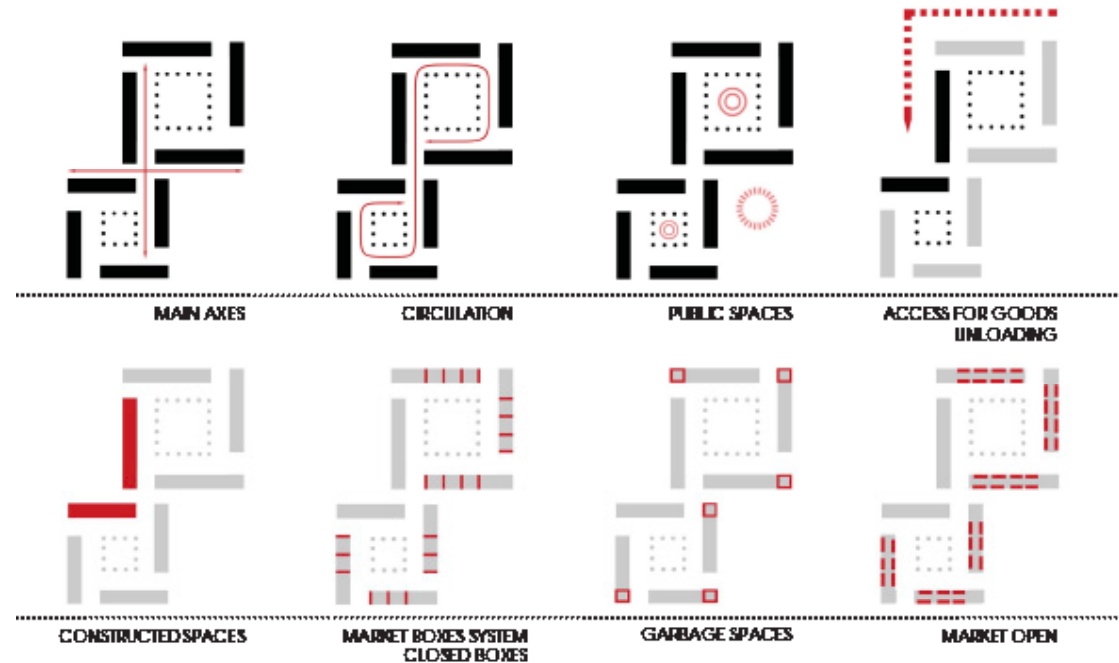 MAIN AXES
CIRCULATION
PUBLIC SPACES
ACCESS FOR GOODS
UNLOADING
CONSTRUCTED SPACES
MARKET BOXES SYSTEM
CLOSED BOXES
GARBAGE SPACES
MARKET OPEN